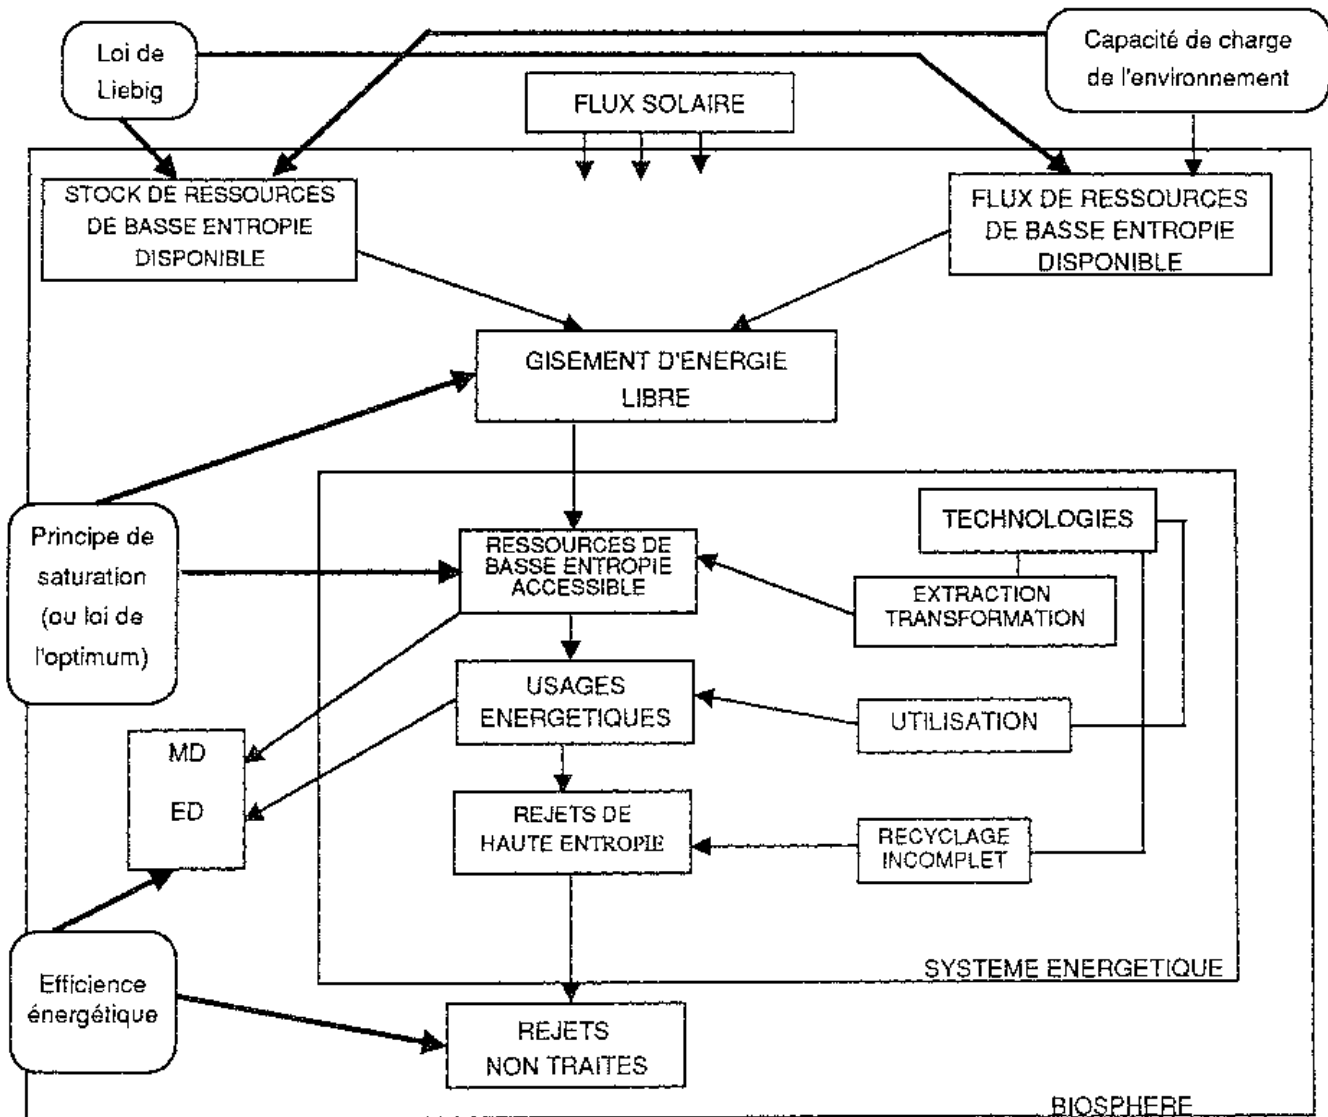 Loi de
Liebig
Capacité de charge
de l'environnement
FLUX SOLAIRE
STOCK DE RESSOURCES
DE BASSE ENTROPIE
DISPONIBLE
FLUX DE RESSOURCES
DE BASSE ENTROPIE
DISPONIBLE
GISEMENT D'ENERGIE
LIBRE
Principe de
saturation
(ou loi de
l'optimum)
RESSOURCES DE
BASSE ENTROPIE
ACCESSIBLE
TECHNOLOGIES
EXTRACTION
TRANSFORMATION
USAGES
ENERGETIQUES
UTILISATION
MD
ED
REJETS DE
HAUTE ENTROPIE
RECYCLAGE
INCOMPLET
SYSTEME ENERGETIQUE
Efficience
énergétique
REJETS
NON TRAITES
BIOSPHERE